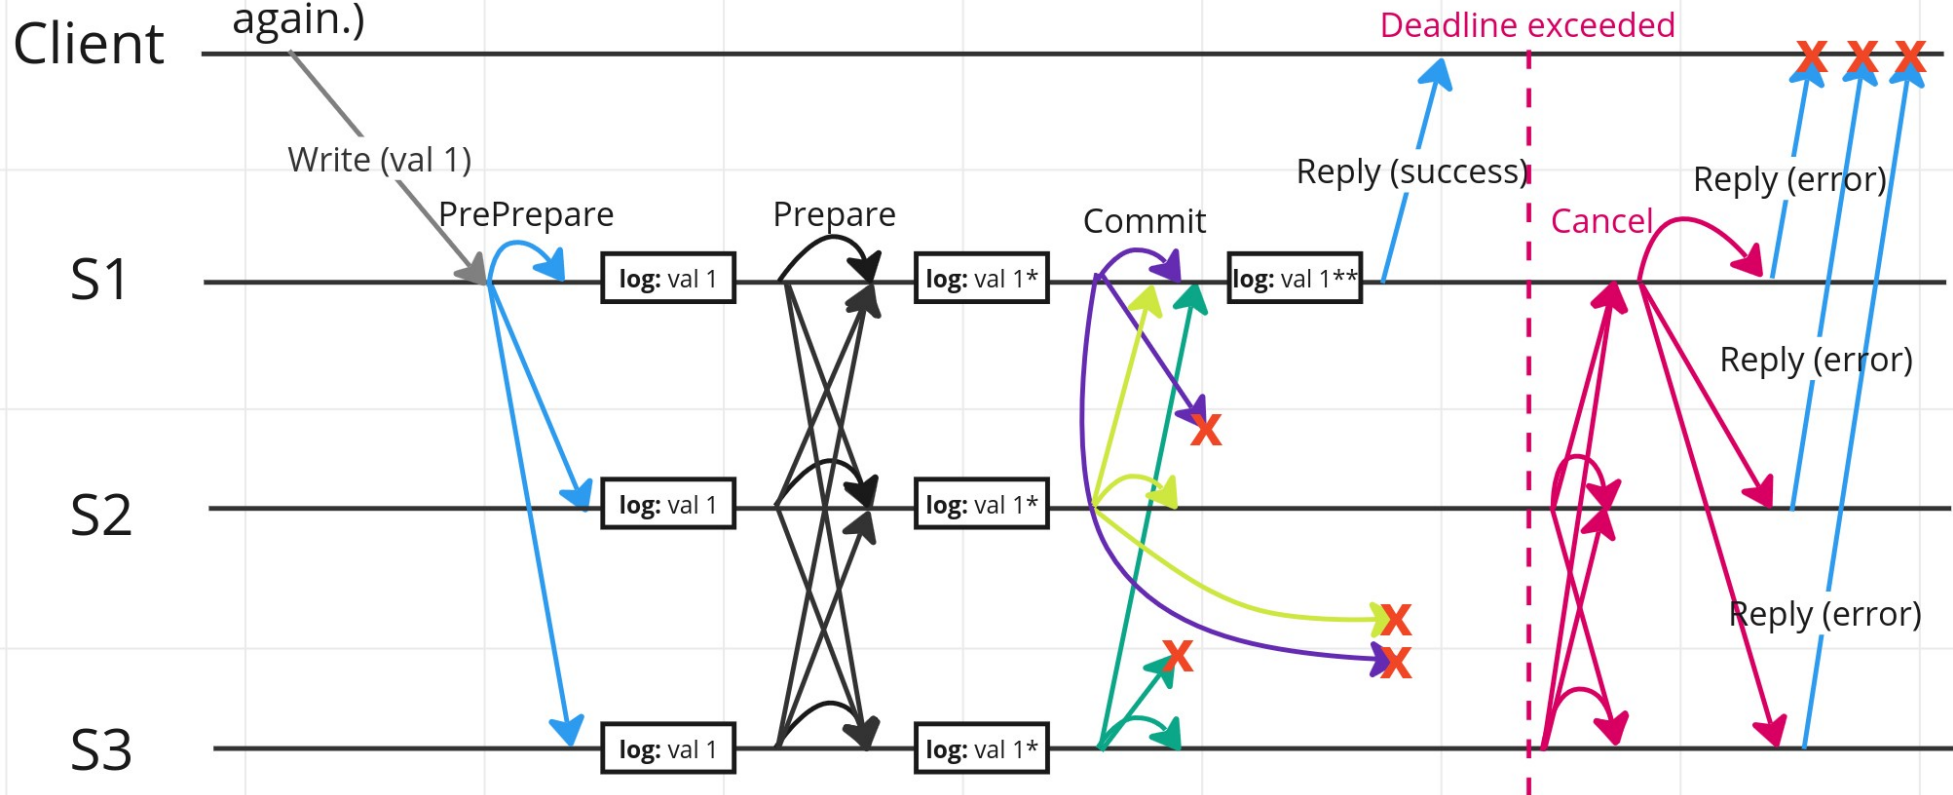 again.)
Deadline exceeded
Client
X X X
Write (val 1)
Reply (success)
Reply (error)
PrePrepare
Prepare
Commit
Cancel
S1
log: val 1
log: val 1*
log: val 1**
Reply (error)
X
S2
log: val 1
log: val 1*
X
Reply (error)
X
X
S3
log: val 1
log: val 1*